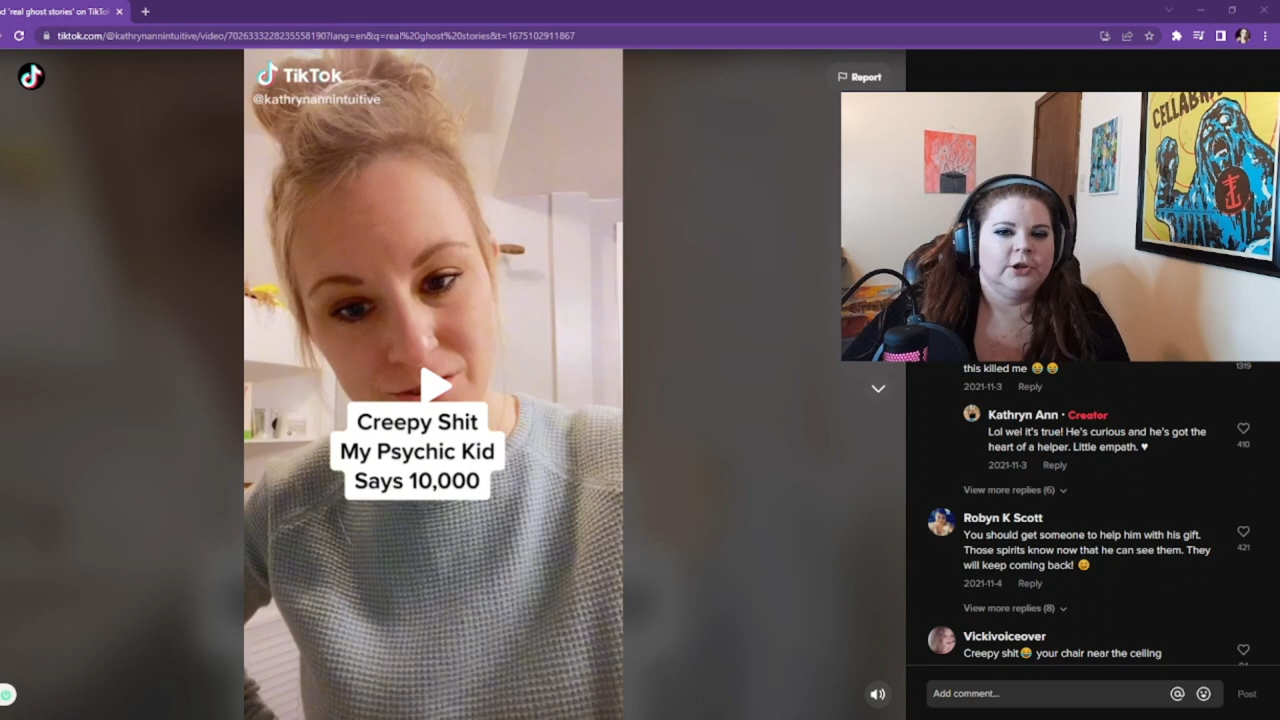 d 'real ghost stories' on TikTo
tiktok.com/@kathrynannintuitive/video/7026333228235558190?lang=en&q=real%20ghost%20stories&t=1675102911867
TikTok
@kathrynannintuitive
Creepy Shit
My Psychic Kid
Says 10,000
Report
CELLABRA
this killed me 😂 😂
1319
2021-11-3 Reply
Kathryn Ann · Creator
Lol wel it's true! He's curious and he's got the
heart of a helper. Little empath. ♥
410
2021-11-3 Reply
View more replies (6)
Robyn K Scott
You should get someone to help him with his gift.
Those spirits know now that he can see them. They
will keep coming back! 😊
421
2021-11-4 Reply
View more replies (8)
Vickivoiceover
Creepy shit😂 your chair near the ceiling
Add comment...
@
Post